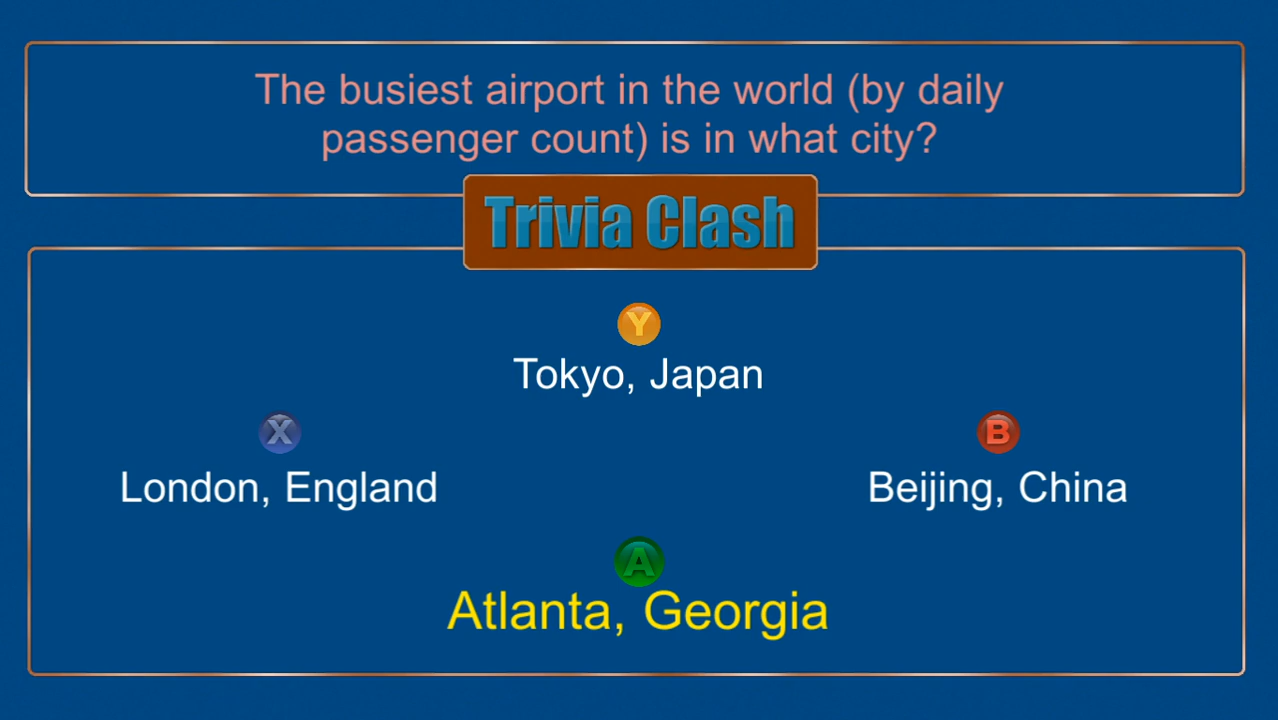 The busiest airport in the world (by daily
passenger count) is in what city?
Trivia Clash
Y
Tokyo, Japan
X
B
London, England
Beijing, China
A
Atlanta, Georgia